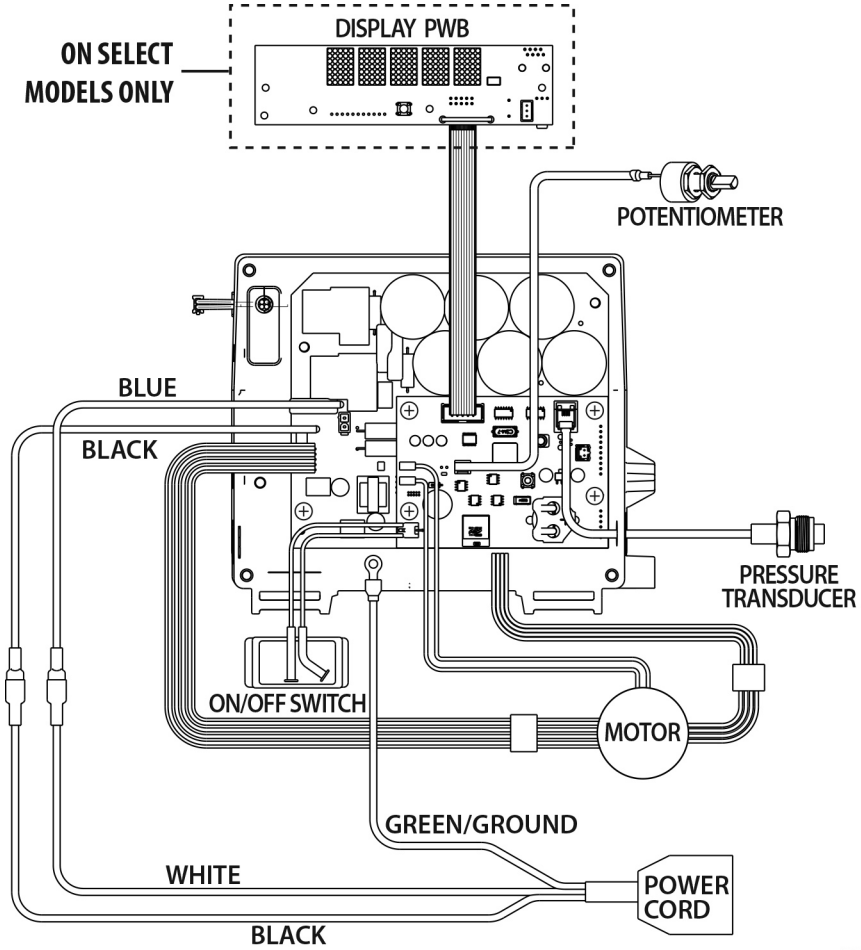 DISPLAY PWB
ON SELECT
MODELS ONLY
POTENTIOMETER
BLUE
BLACK
PRESSURE
TRANSDUCER
ON/OFF SWITCH
MOTOR
GREEN/GROUND
WHITE
POWER
CORD
BLACK